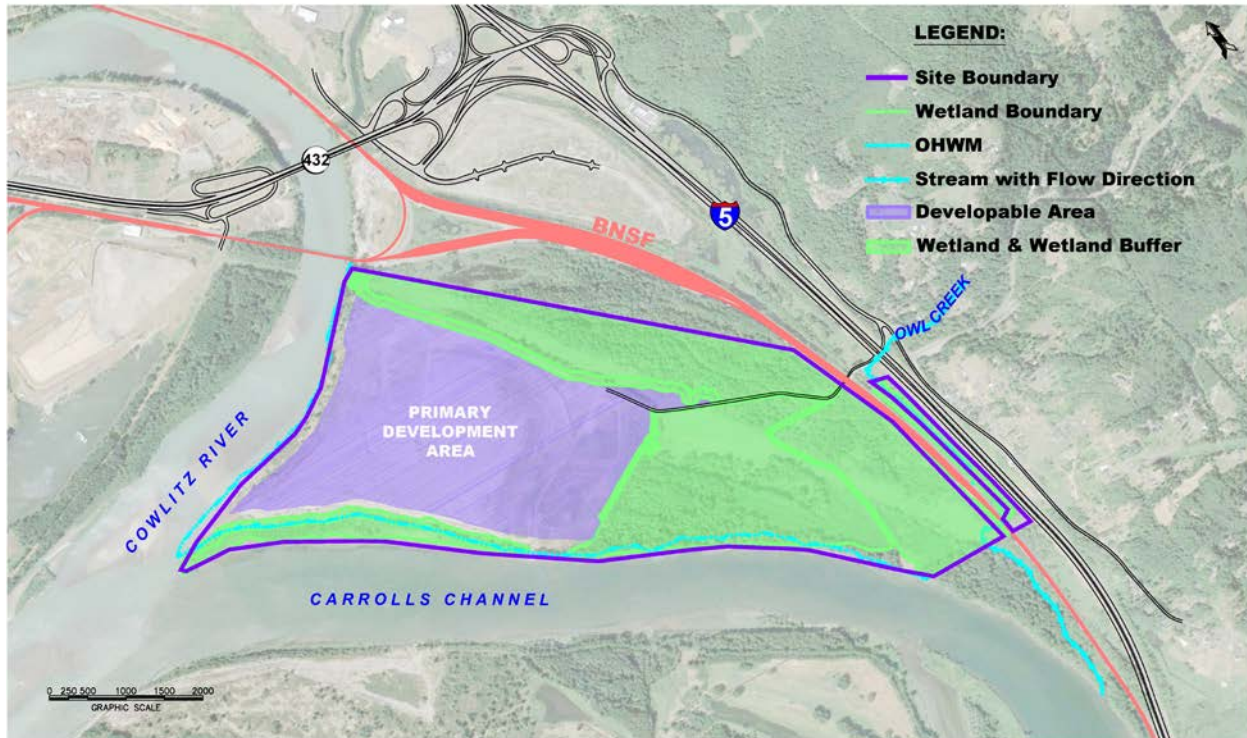 LEGEND:
Site Boundary
Wetland Boundary
OHWM
Stream with Flow Direction
Developable Area
Wetland & Wetland Buffer
432
5
BNSF
OWL CREEK
PRIMARY
DEVELOPMENT
AREA
COWLITZ RIVER
CARROLLS CHANNEL
0 250 500 1000 1500 2000
GRAPHIC SCALE